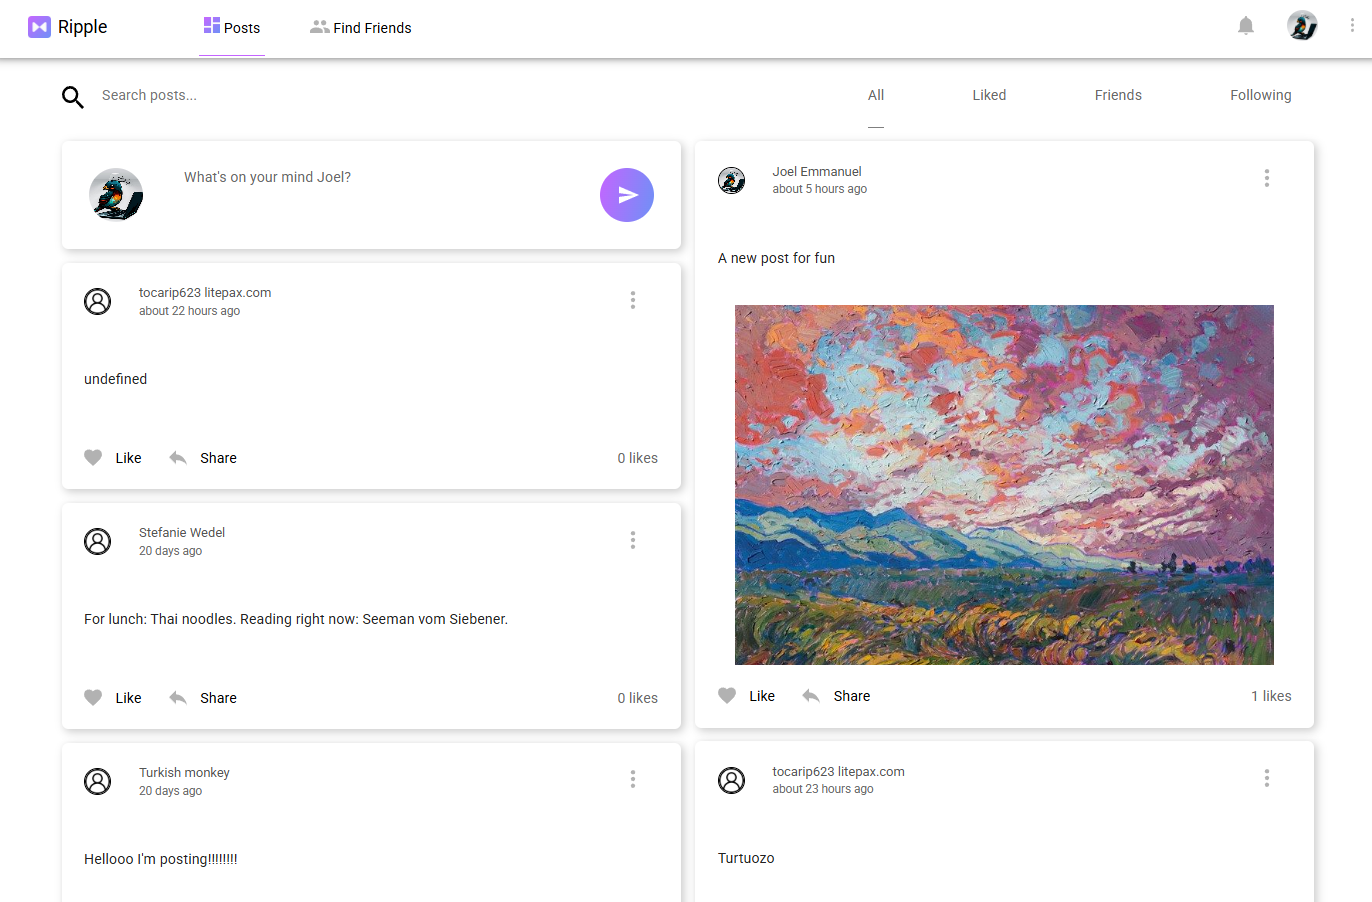 Ripple
Posts
Find Friends
Search posts...
All
Liked
Friends
Following
What's on your mind Joel?
tocarip623 litepax.com
about 22 hours ago
undefined
Like
Share
0 likes
Stefanie Wedel
20 days ago
For lunch: Thai noodles. Reading right now: Seeman vom Siebener.
Like
Share
0 likes
Turkish monkey
20 days ago
Hellooo I'm posting!!!!!!!!
Joel Emmanuel
about 5 hours ago
A new post for fun
Like
Share
1 likes
tocarip623 litepax.com
about 23 hours ago
Turtuozo